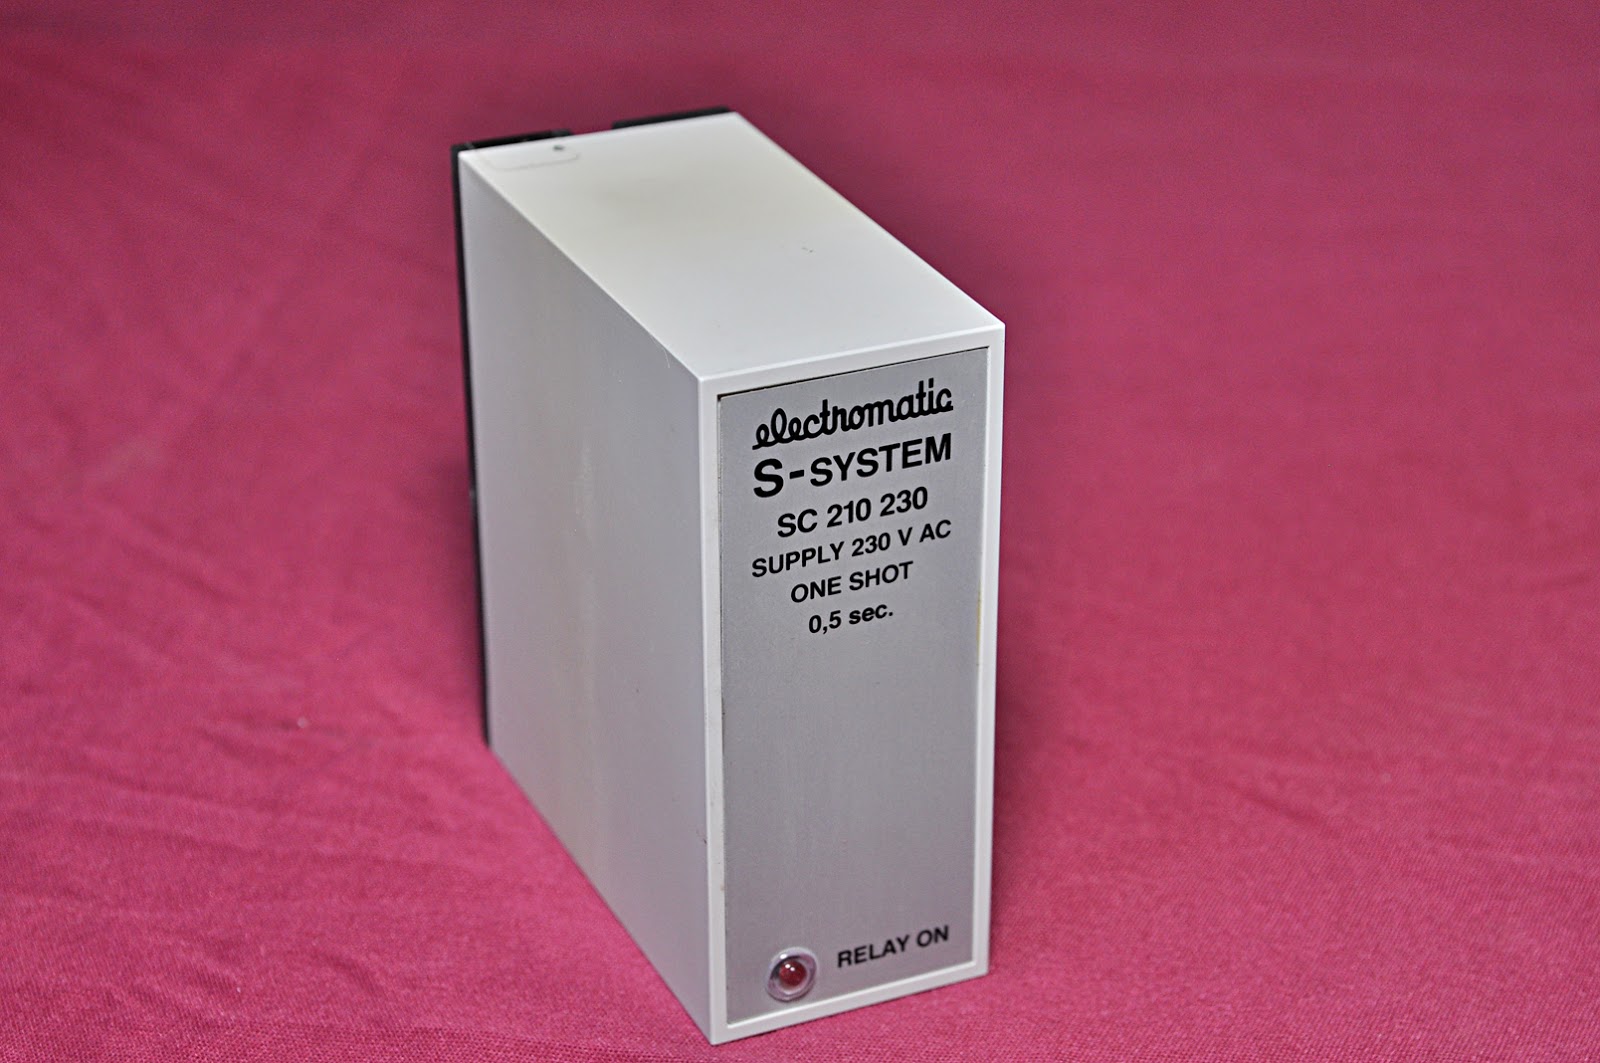 electromatic
S-SYSTEM
SC 210 230
SUPPLY 230 V AC
ONE SHOT
0,5 sec.
RELAY ON